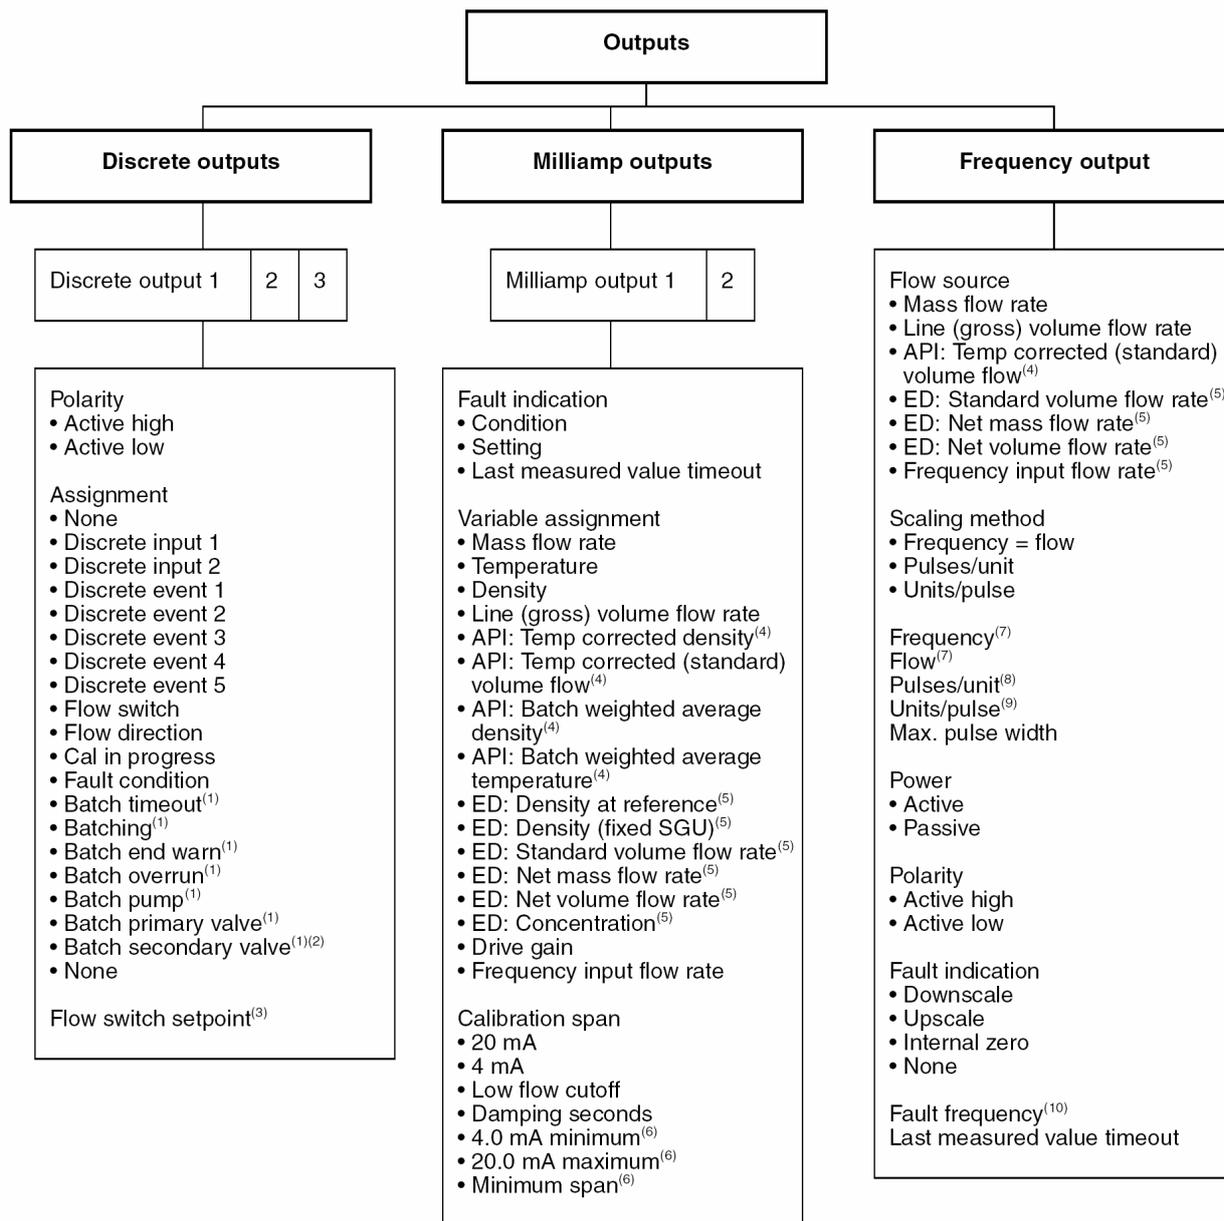 Outputs
Discrete outputs
Milliamp outputs
Frequency output
Discrete output 1
2
3
Polarity
• Active high
• Active low
Assignment
• None
• Discrete input 1
• Discrete input 2
• Discrete event 1
• Discrete event 2
• Discrete event 3
• Discrete event 4
• Discrete event 5
• Flow switch
• Flow direction
• Cal in progress
• Fault condition
• Batch timeout(1)
• Batching(1)
• Batch end warn(1)
• Batch overrun(1)
• Batch pump(1)
• Batch primary valve(1)
• Batch secondary valve(1)(2)
• None
Flow switch setpoint(3)
Milliamp output 1
2
Fault indication
• Condition
• Setting
• Last measured value timeout
Variable assignment
• Mass flow rate
• Temperature
• Density
• Line (gross) volume flow rate
• API: Temp corrected density(4)
• API: Temp corrected (standard)
volume flow(4)
• API: Batch weighted average
density(4)
• API: Batch weighted average
temperature(4)
• ED: Density at reference(5)
• ED: Density (fixed SGU)(5)
• ED: Standard volume flow rate(5)
• ED: Net mass flow rate(5)
• ED: Net volume flow rate(5)
• ED: Concentration(5)
• Drive gain
• Frequency input flow rate
Calibration span
• 20 mA
• 4 mA
• Low flow cutoff
• Damping seconds
• 4.0 mA minimum(6)
• 20.0 mA maximum(6)
• Minimum span(6)
Flow source
• Mass flow rate
• Line (gross) volume flow rate
• API: Temp corrected (standard)
volume flow(4)
• ED: Standard volume flow rate(5)
• ED: Net mass flow rate(5)
• ED: Net volume flow rate(5)
• Frequency input flow rate(5)
Scaling method
• Frequency = flow
• Pulses/unit
• Units/pulse
Frequency(7)
Flow(7)
Pulses/unit(8)
Units/pulse(9)
Max. pulse width
Power
• Active
• Passive
Polarity
• Active high
• Active low
Fault indication
• Downscale
• Upscale
• Internal zero
• None
Fault frequency(10)
Last measured value timeout